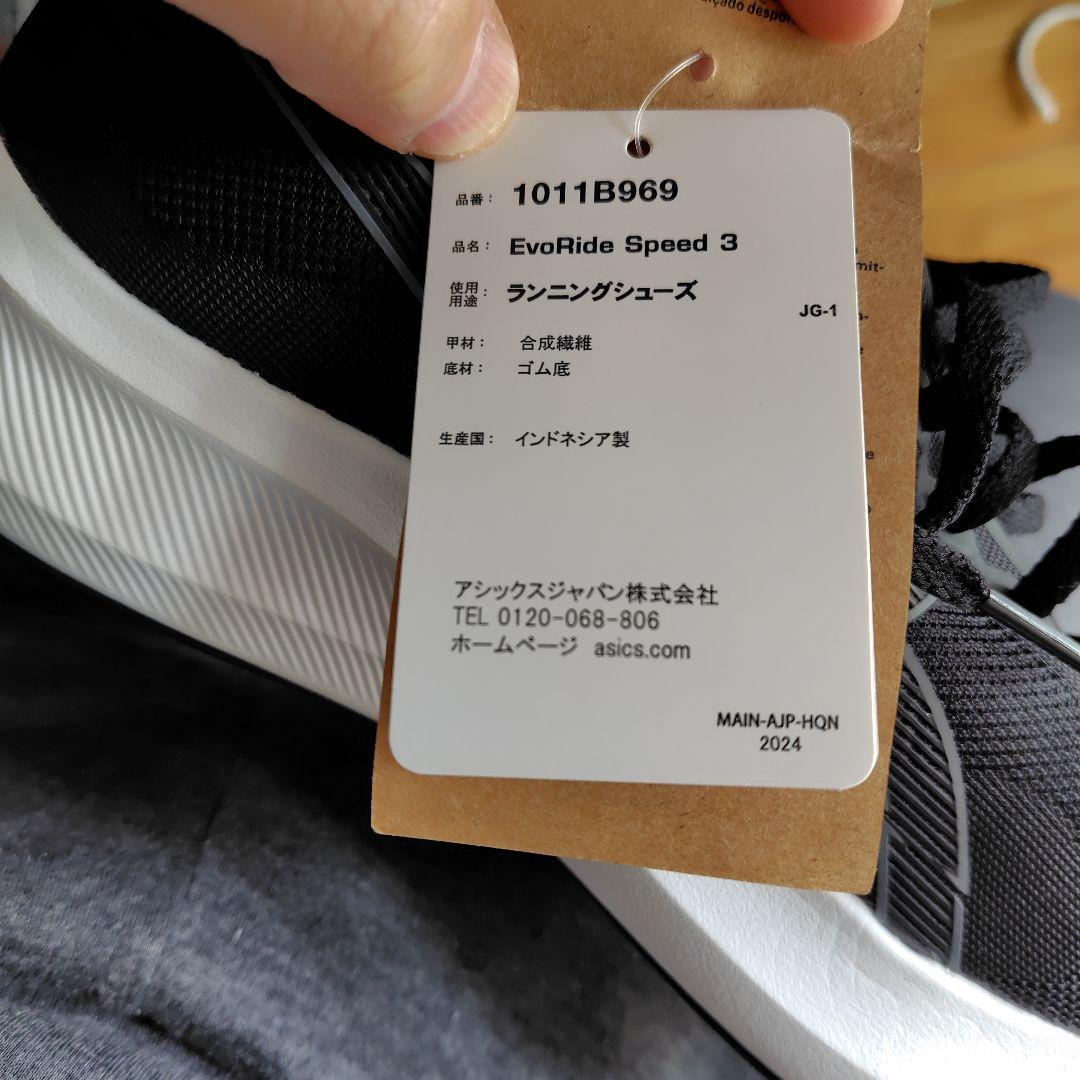 品番： 1011B969
品名： EvoRide Speed 3
使用用途： ランニングシューズ
JG-1
甲材： 合成繊維
底材： ゴム底
生産国： インドネシア製
アシックスジャパン株式会社
TEL 0120-068-806
ホームページ asics.com
MAIN-AJP-HQN
2024